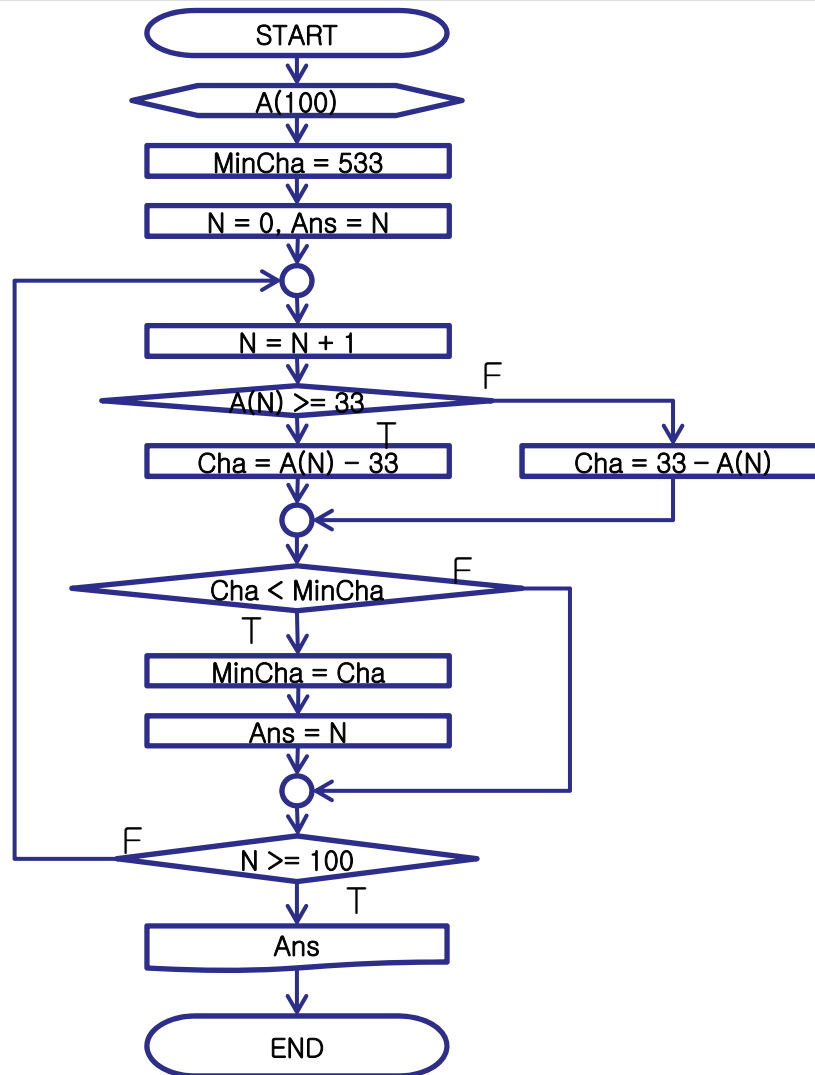 START
A(100)
MinCha = 533
N = 0, Ans = N
N = N + 1
F
A(N) >= 33
T
Cha = A(N) - 33
Cha = 33 - A(N)
F
Cha < MinCha
T
MinCha = Cha
Ans = N
F
N >= 100
T
Ans
END